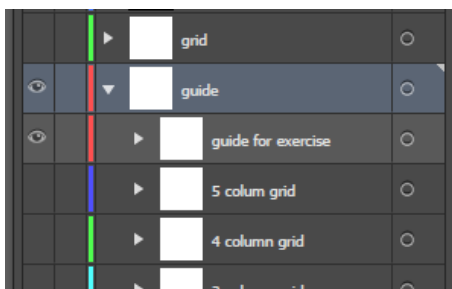 grid
guide
guide for exercise
5 colum grid
4 column grid